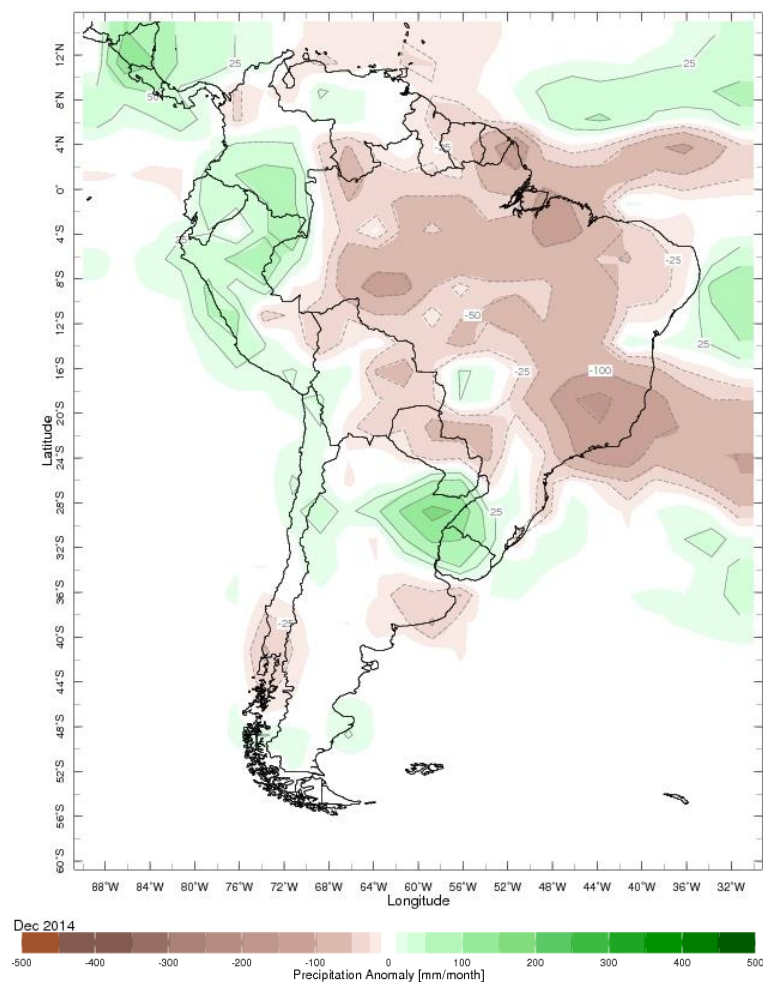 12°N
8°N
4°N
0°
4°S
8°S
12°S
16°S
20°S
24°S
28°S
32°S
36°S
40°S
44°S
48°S
52°S
56°S
60°S
Latitude
25
50
25
-25
25
-25
-50
25
-25
-100
25
-25
88°W 84°W 80°W 76°W 72°W 68°W 64°W 60°W 56°W 52°W 48°W 44°W 40°W 36°W 32°W
Longitude
Dec 2014
-500 -400 -300 -200 -100 0 100 200 300 400 500
Precipitation Anomaly [mm/month]